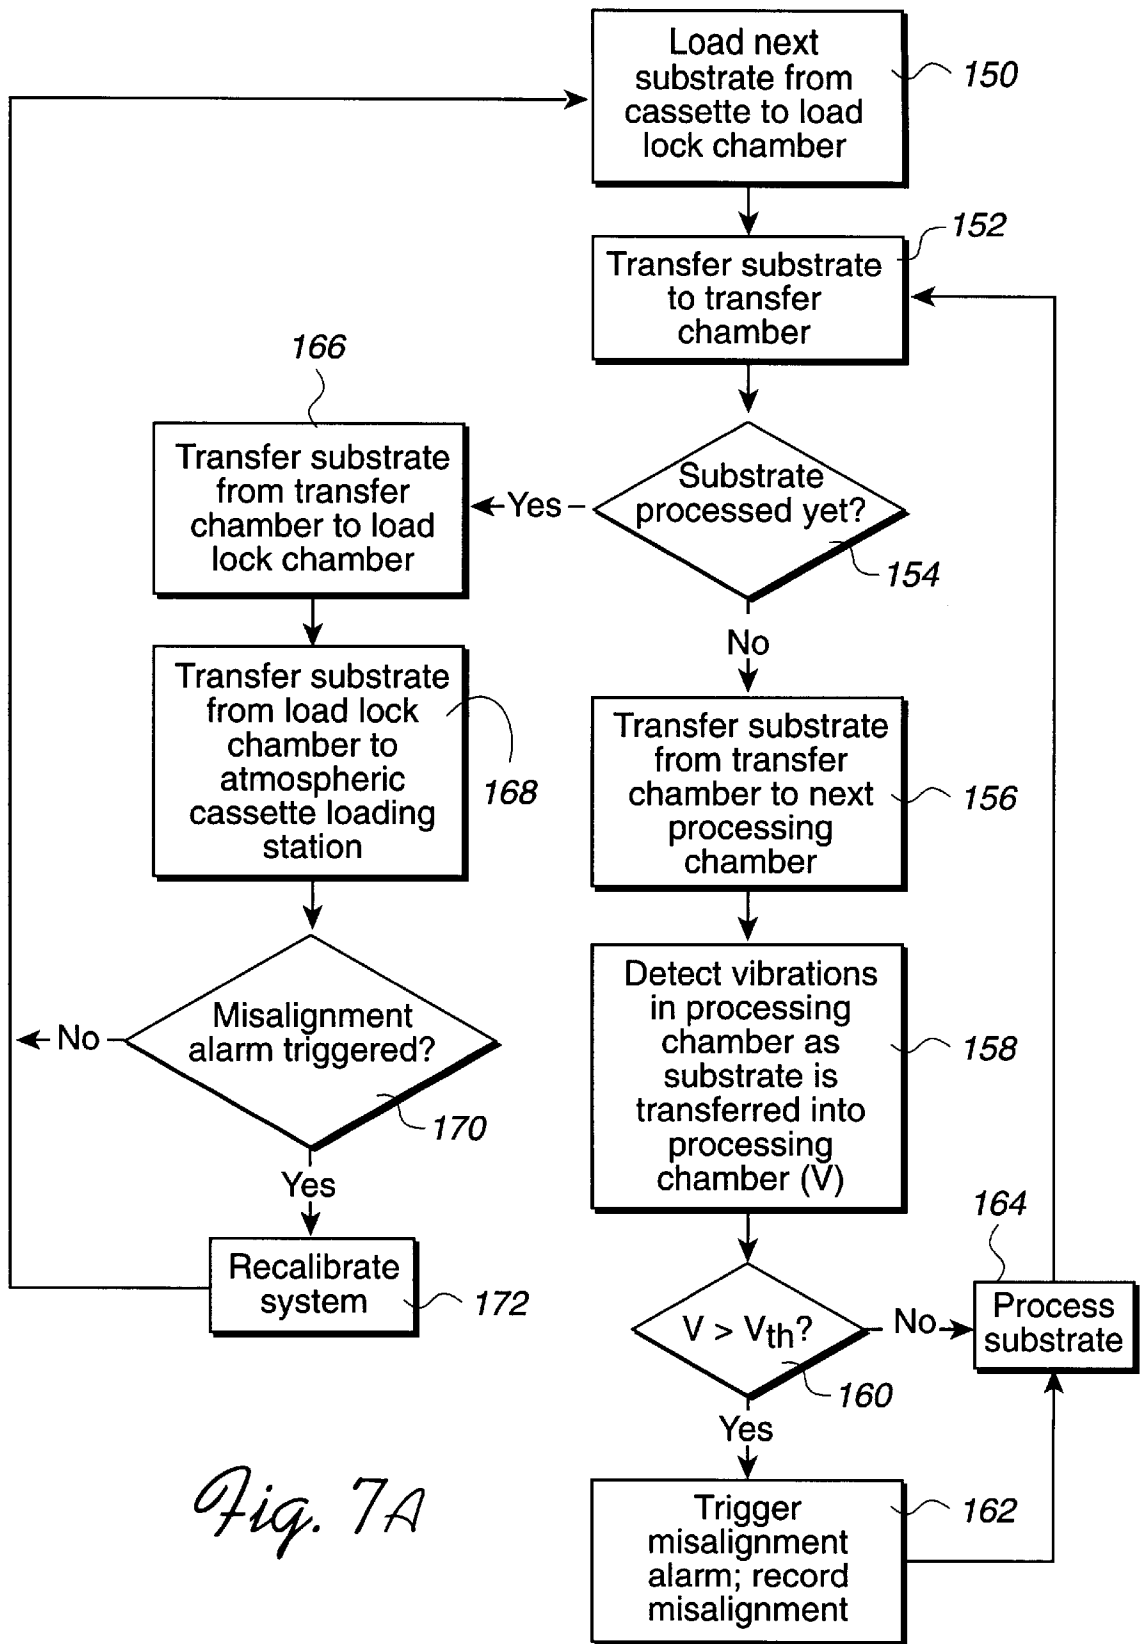 Load next
substrate from
cassette to load
lock chamber
150
Transfer substrate
to transfer
chamber
152
Substrate
processed yet?
154
Yes
No
166
Transfer substrate
from transfer
chamber to load
lock chamber
Transfer substrate
from load lock
chamber to
atmospheric
cassette loading
station
168
Misalignment
alarm triggered?
170
No
Yes
Recalibrate
system
172
Transfer substrate
from transfer
chamber to next
processing
chamber
156
Detect vibrations
in processing
chamber as
substrate is
transferred into
processing
chamber (V)
158
V > Vth?
160
No
Yes
164
Process
substrate
Trigger
misalignment
alarm; record
misalignment
162
Fig. 7A